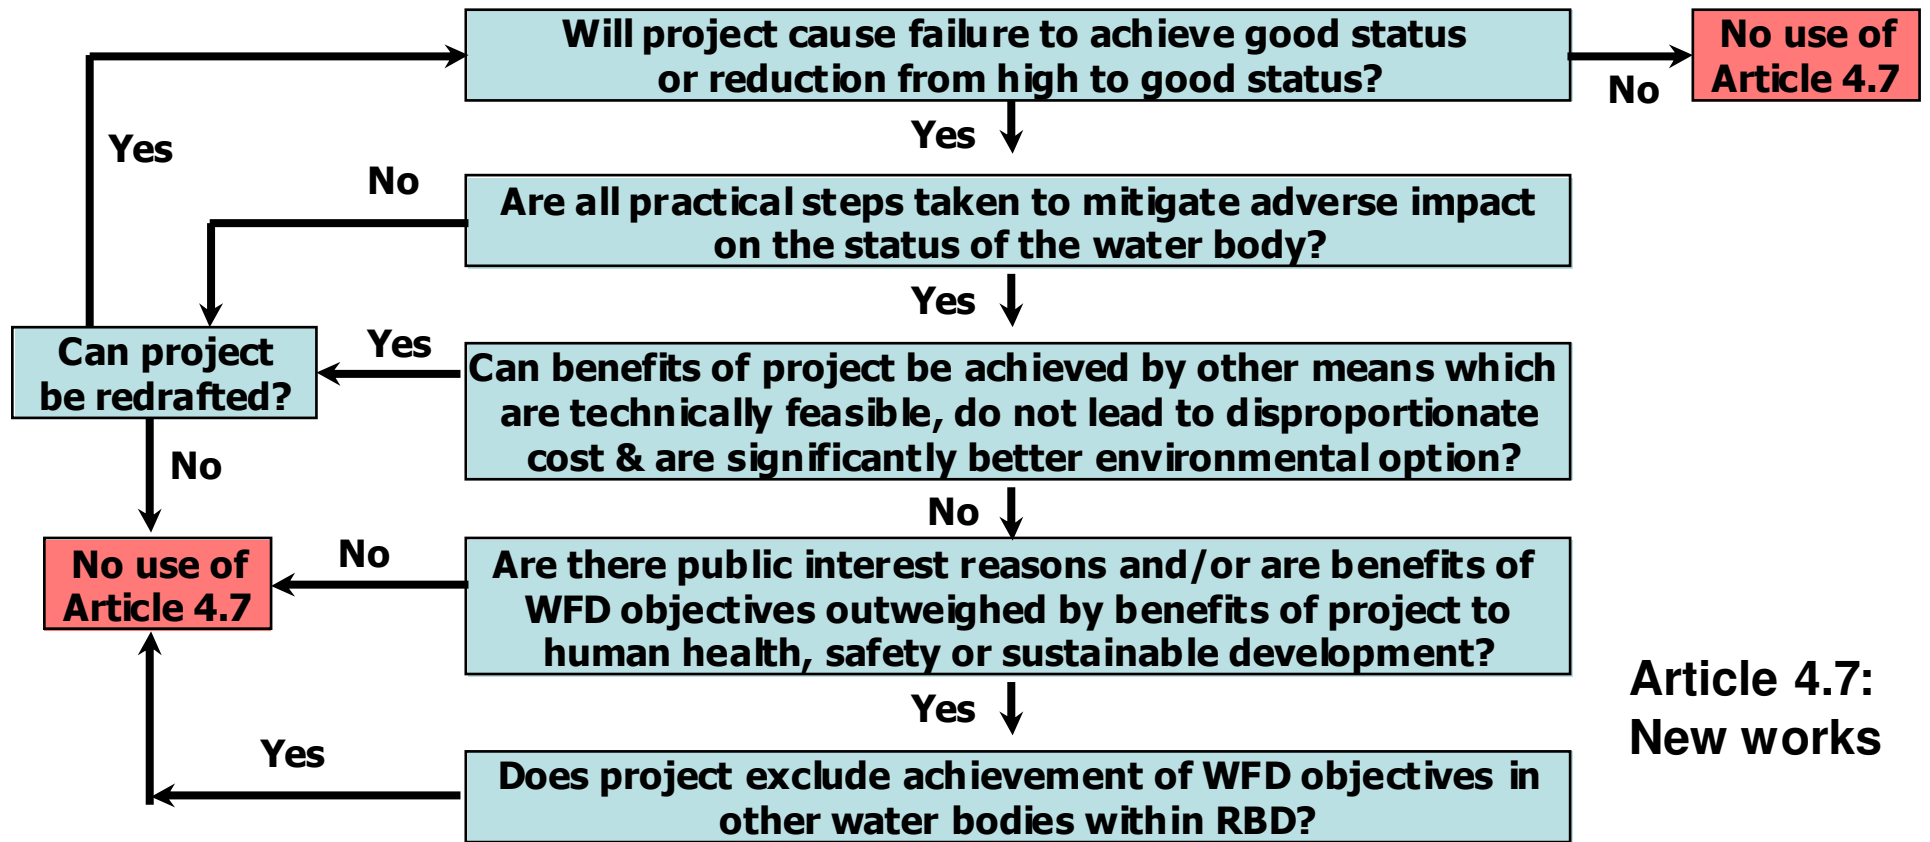 Will project cause failure to achieve good status
or reduction from high to good status?
No
No use of
Article 4.7
Yes
Yes
No
Are all practical steps taken to mitigate adverse impact
on the status of the water body?
Yes
Can project
be redrafted?
Yes
Can benefits of project be achieved by other means which
are technically feasible, do not lead to disproportionate
cost & are significantly better environmental option?
No
No
No use of
Article 4.7
No
Are there public interest reasons and/or are benefits of
WFD objectives outweighed by benefits of project to
human health, safety or sustainable development?
Yes
Article 4.7:
New works
Yes
Does project exclude achievement of WFD objectives in
other water bodies within RBD?